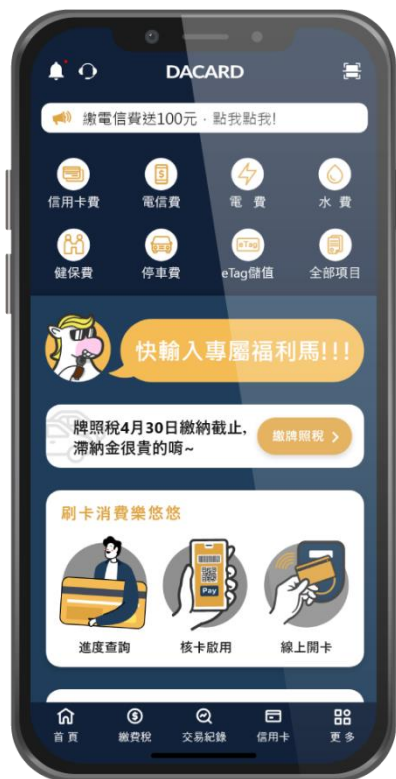 DACARD
繳電信費送100元．點我點我!
信用卡費 電信費 電 費 水 費
健保費 停車費 eTag儲值 全部項目
快輸入專屬福利馬!!!
牌照稅4月30日繳納截止,
滯納金很貴的唷~
繳牌照稅 >
刷卡消費樂悠悠
Pay
進度查詢 核卡啟用 線上開卡
首 頁 繳費稅 交易紀錄 信用卡 更 多